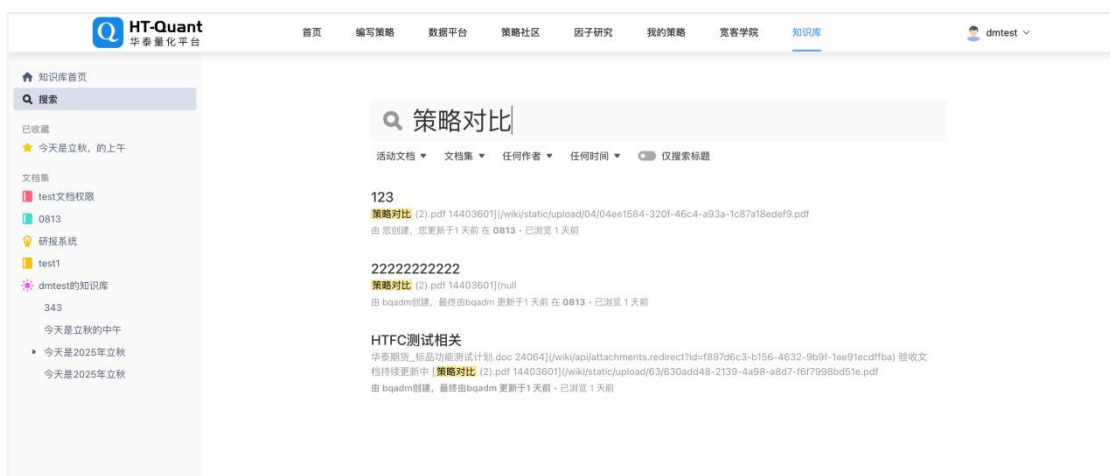 HT-Quant
华泰量化平台
首页 编写策略 数据平台 策略社区 因子研究 我的策略 宽客学院 知识库 dmtest
知识库首页
搜索
已收藏
今天是立秋，的上午
文档集
test文档权限
0813
研报系统
test1
dmtest的知识库
343
今天是立秋的中午
今天是2025年立秋
今天是2025年立秋
策略对比
活动文档 文档集 任何作者 任何时间 仅搜索标题
123
策略对比 (2).pdf 14403601](/wiki/static/upload/04/04ee1584-320f-46c4-a93a-1c87a18edef9.pdf
由 您创建，您更新于1 天前 在 0813 • 已浏览 1 天前
22222222222
策略对比 (2).pdf 14403601](null
由 bqadm创建，最终由bqadm 更新于1 天前 在 0813 • 已浏览 1 天前
HTFC测试相关
华泰期货_标品功能测试计划.doc 24064](/wiki/api/attachments.redirect?id=f897d6c3-b156-4632-9b9f-1ee91ecdffba) 验收文
档持续更新中 [策略对比 (2).pdf 14403601](/wiki/static/upload/63/630add48-2139-4a98-a8d7-f6f7998bd51e.pdf
由 bqadm创建，最终由bqadm 更新于1 天前 • 已浏览 1 天前